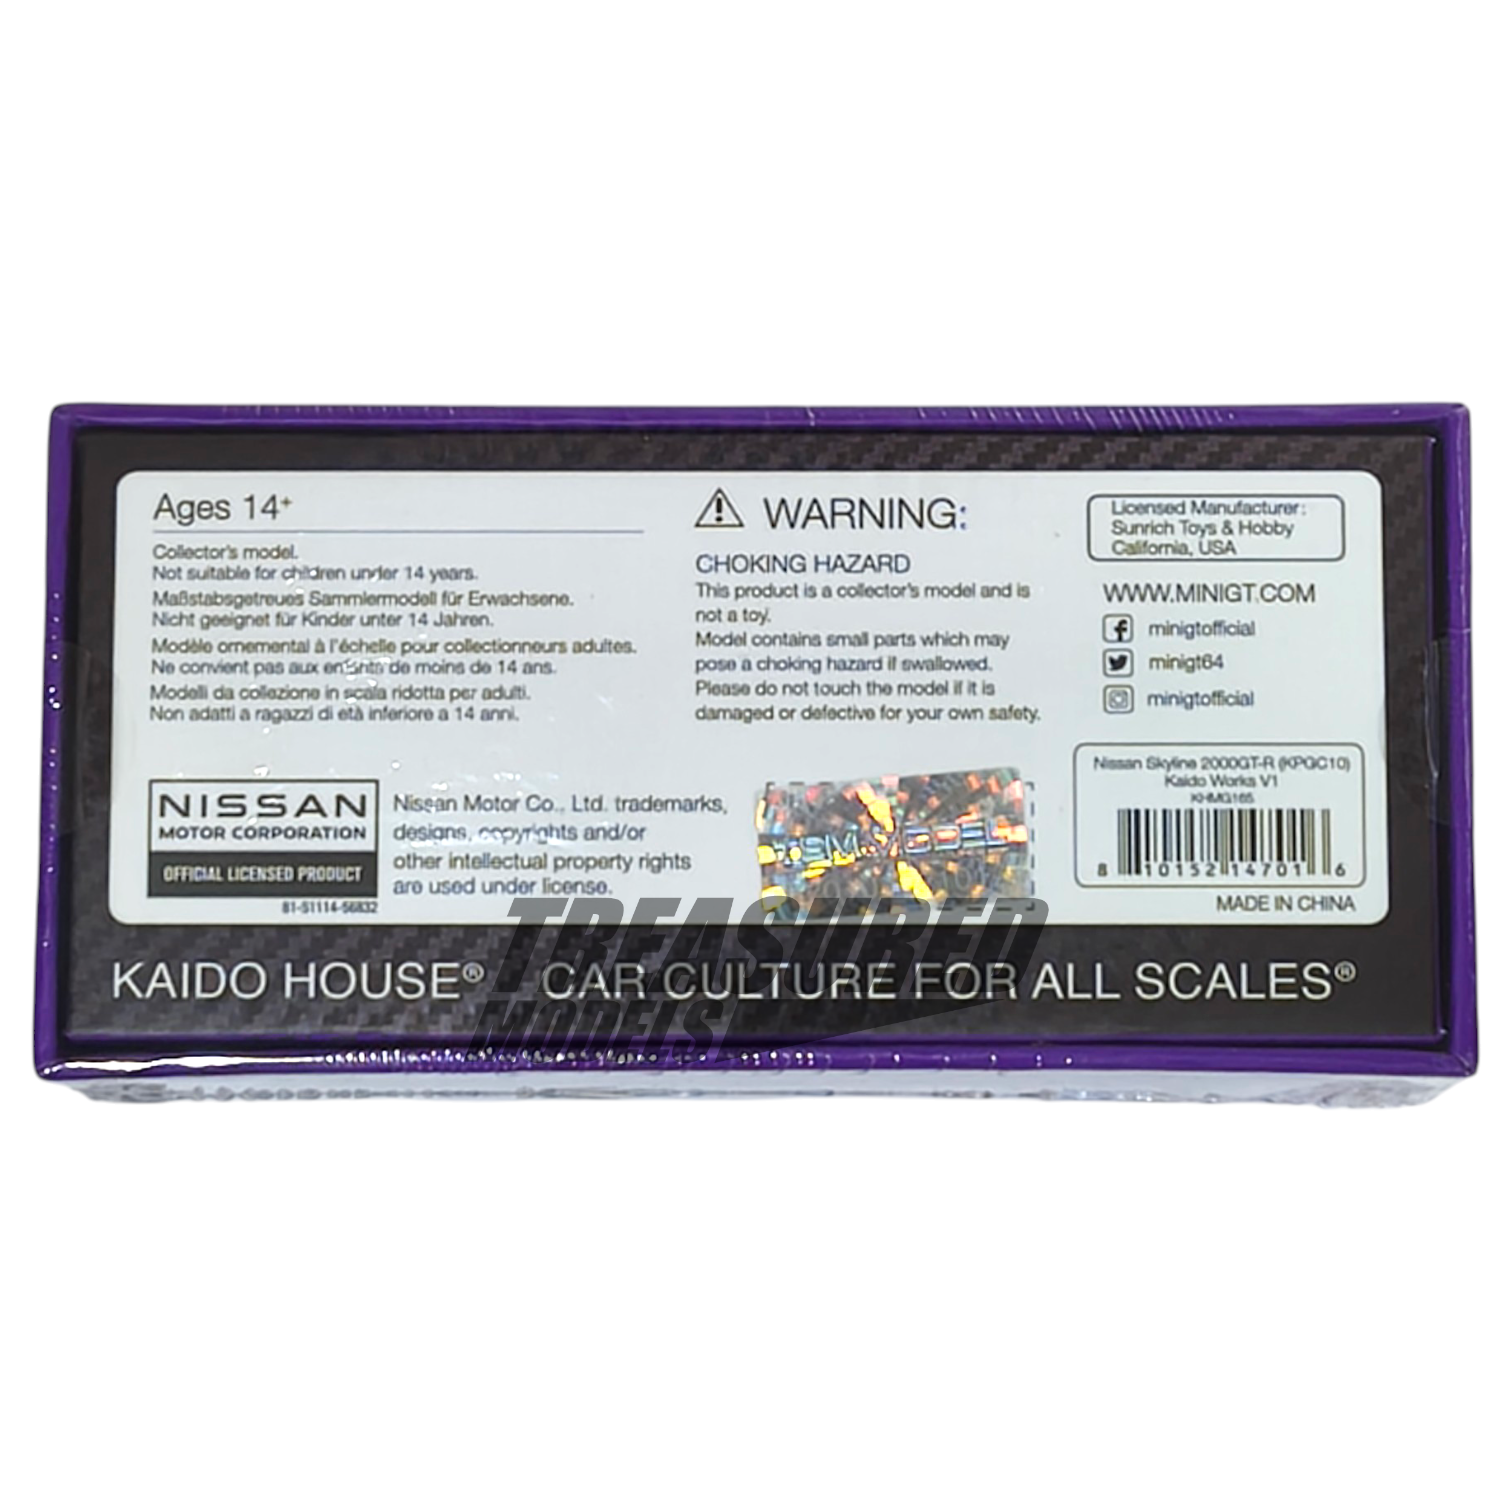 Ages 14+
Collector's model.
Not suitable for children under 14 years.
Maßstabsgetreues Sammlermodell für Erwachsene.
Nicht geeignet für Kinder unter 14 Jahren.
Modèle ornemental à l'échelle pour collectionneurs adultes.
Ne convient pas aux enfants de moins de 14 ans.
Modelli da collezione in scala ridotta per adulti.
Non adatti a ragazzi di età inferiore a 14 anni.
NISSAN
MOTOR CORPORATION
OFFICIAL LICENSED PRODUCT
81-S1114-56832
Nissan Motor Co., Ltd. trademarks,
designs, copyrights and/or
other intellectual property rights
are used under license.
WARNING:
CHOKING HAZARD
This product is a collector's model and is
not a toy.
Model contains small parts which may
pose a choking hazard if swallowed.
Please do not touch the model if it is
damaged or defective for your own safety.
Licensed Manufacturer:
Sunrich Toys & Hobby
California, USA
WWW.MINIGT.COM
minigtofficial
minigt64
minigtofficial
Nissan Skyline 2000GT-R (KPGC10)
Kaido Works V1
KHMG165
8 10152 14701 6
MADE IN CHINA
KAIDO HOUSE® CAR CULTURE FOR ALL SCALES®
TREASURED
MODELS